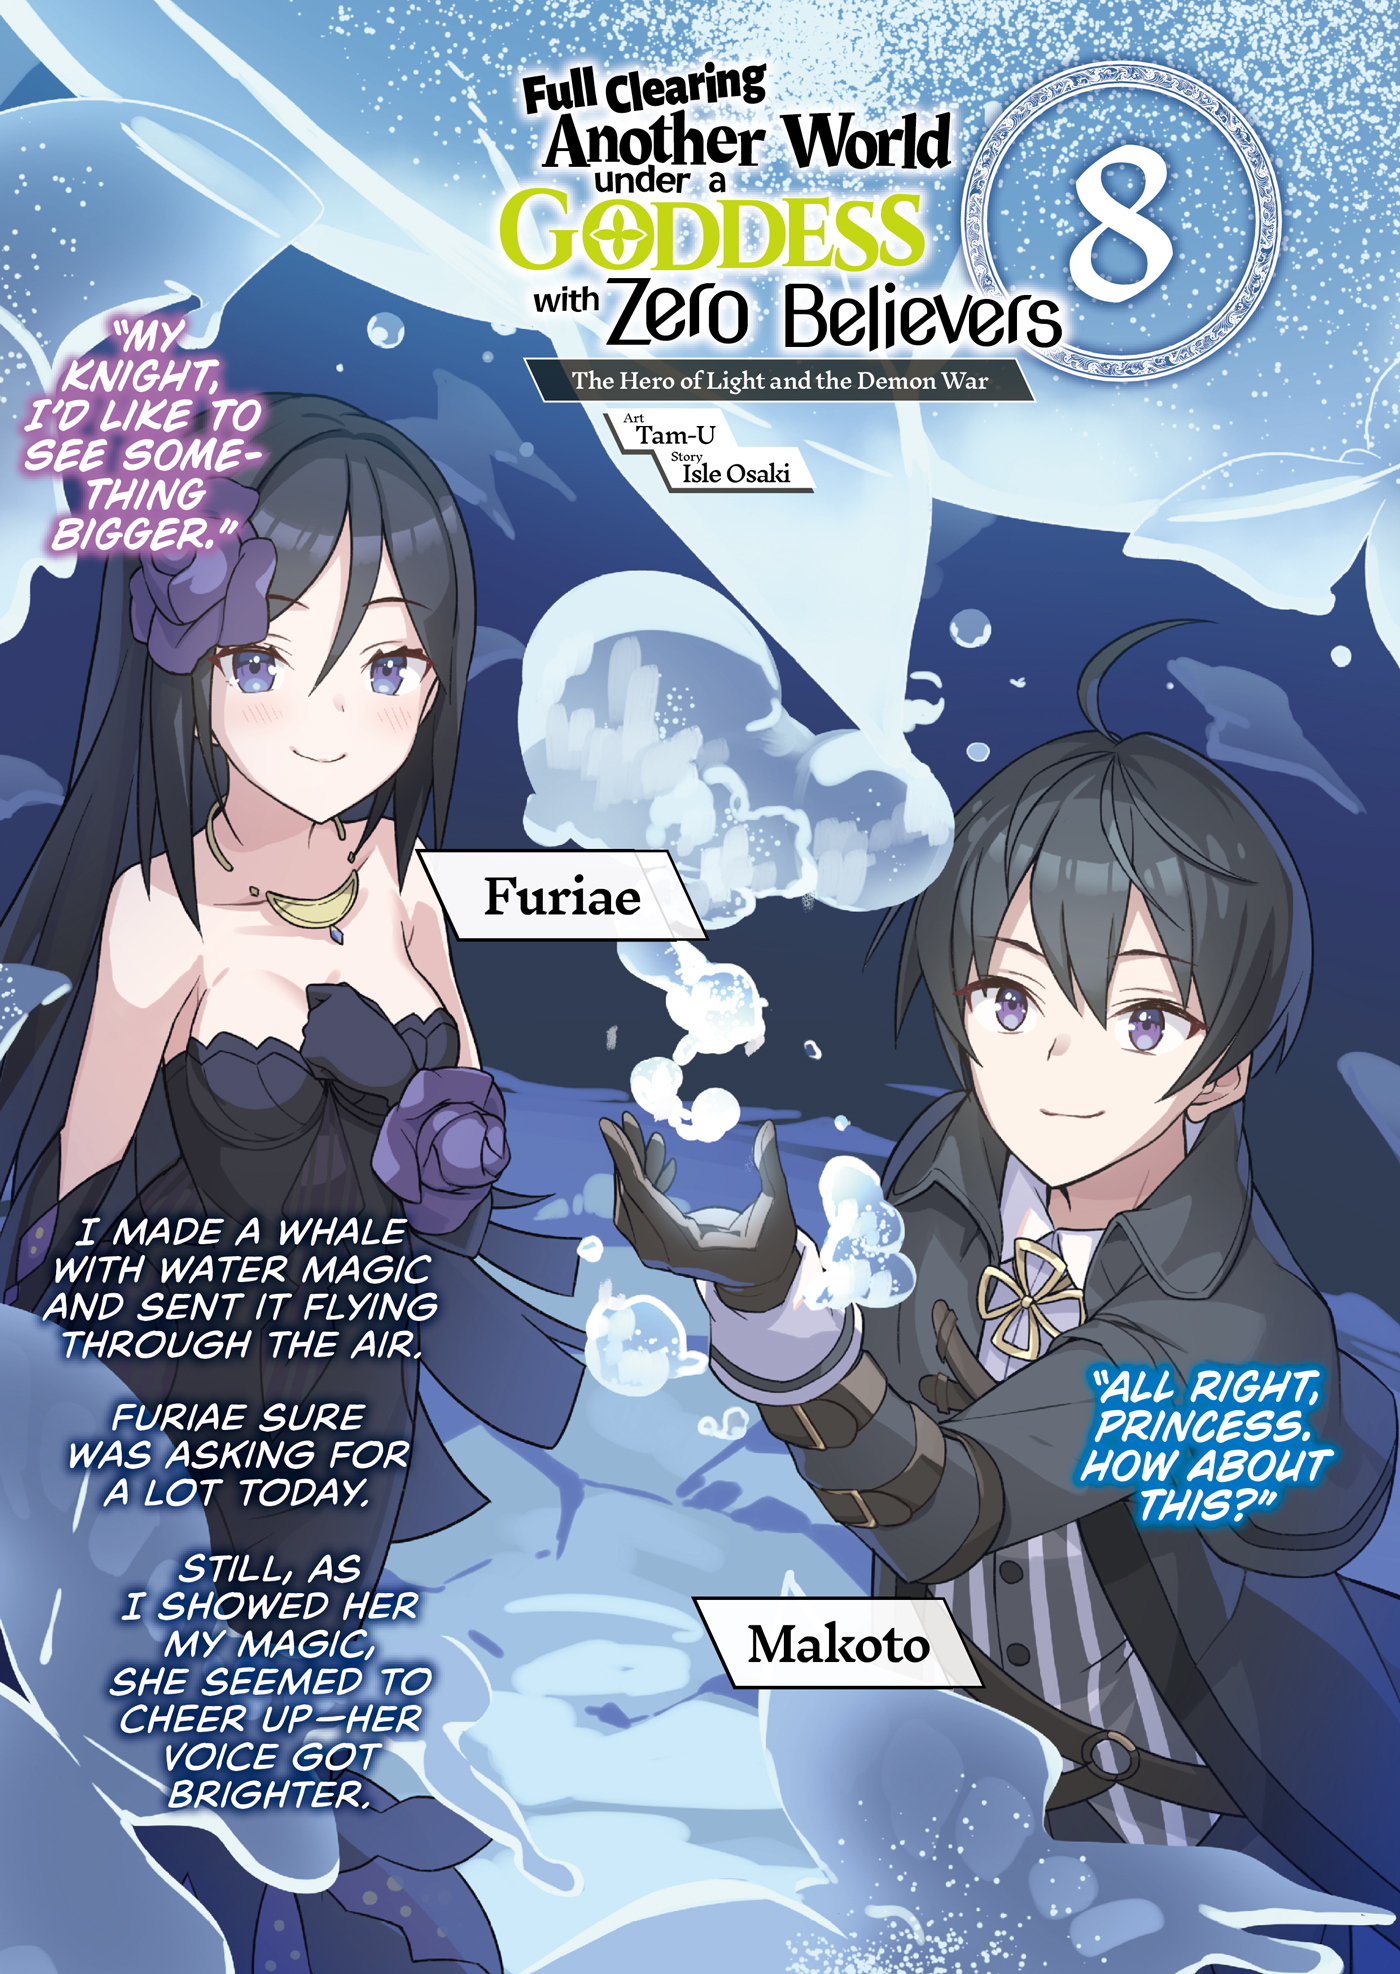 Full Clearing
Another World
under a
GODDESS
with Zero Believers
8
The Hero of Light and the Demon War
Art
Tam-U
Story
Isle Osaki
“MY
KNIGHT,
I’D LIKE TO
SEE SOME-
THING
BIGGER.”
Furiae
I MADE A WHALE
WITH WATER MAGIC
AND SENT IT FLYING
THROUGH THE AIR.
FURIAE SURE
WAS ASKING FOR
A LOT TODAY.
STILL, AS
I SHOWED HER
MY MAGIC,
SHE SEEMED TO
CHEER UP—HER
VOICE GOT
BRIGHTER.
“ALL RIGHT,
PRINCESS.
HOW ABOUT
THIS?”
Makoto